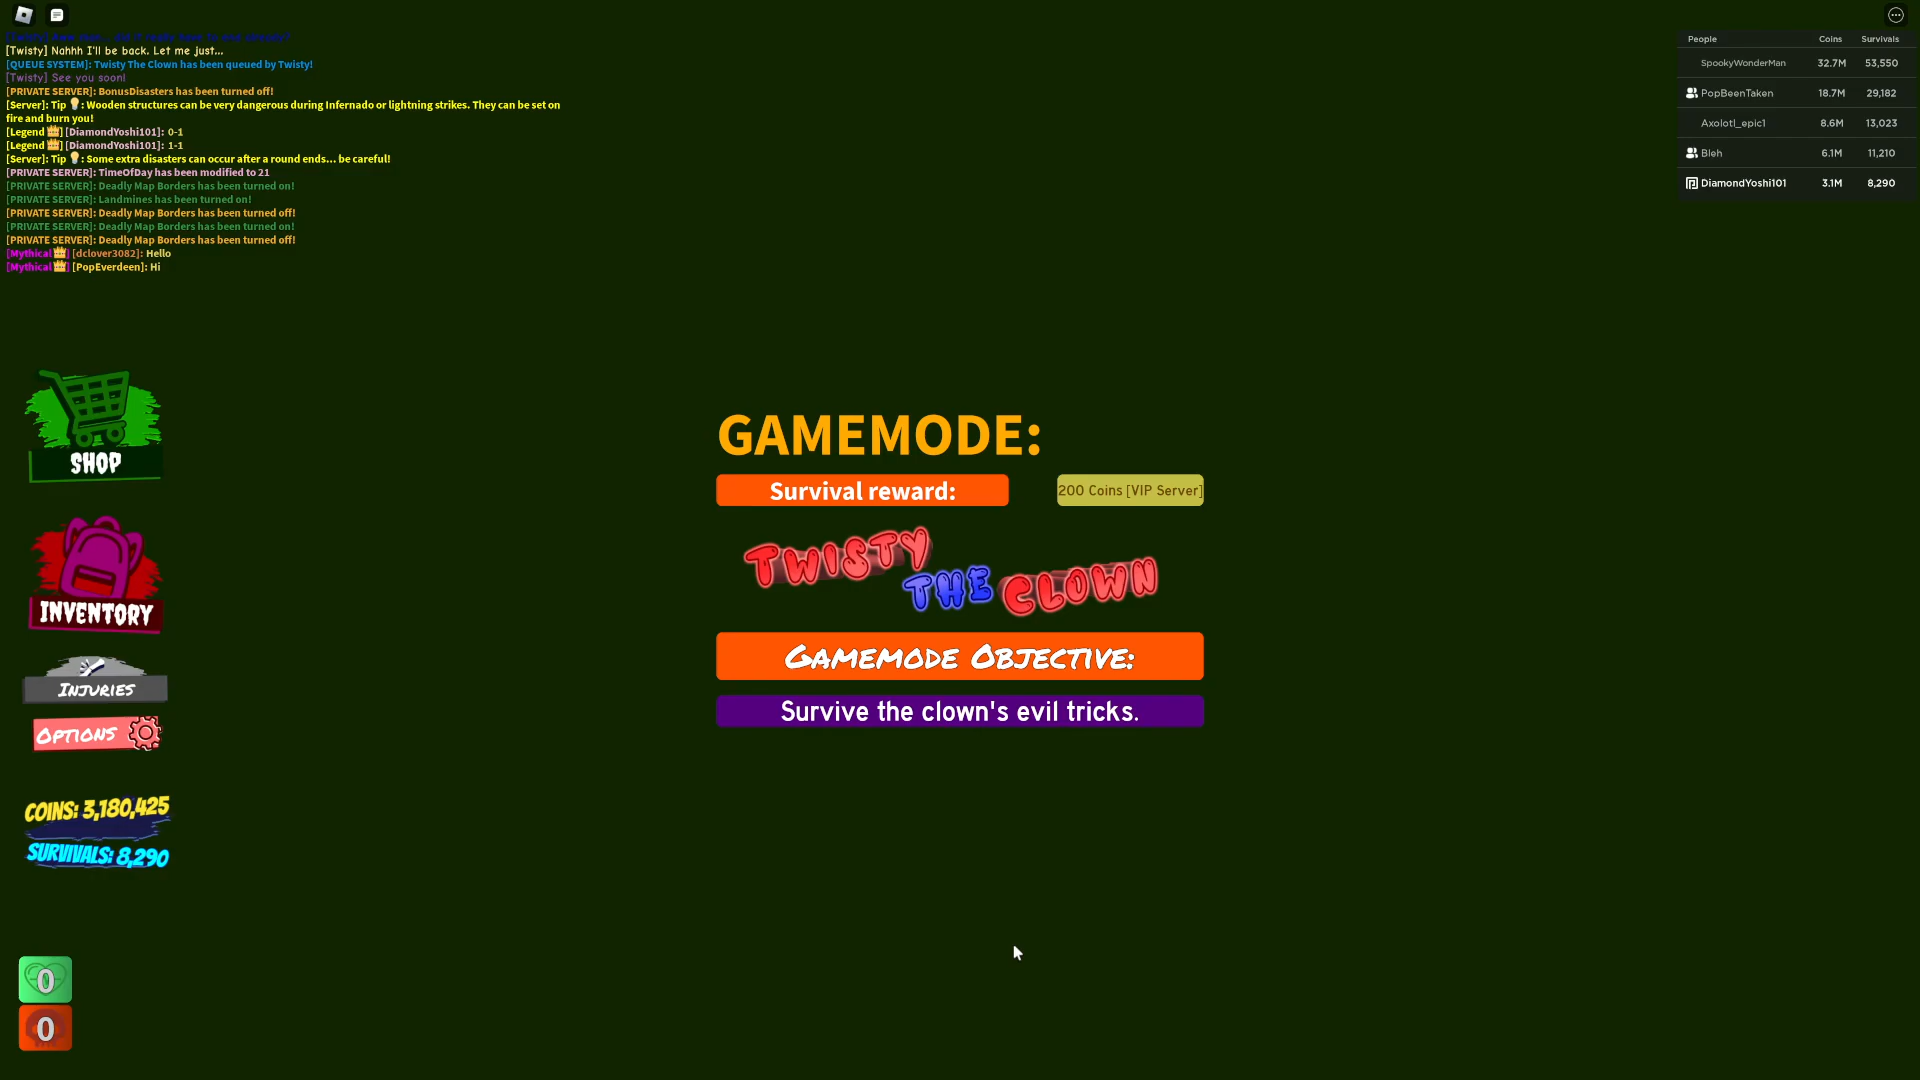 [Twisty] Nahhh I'll be back. Let me just...
[QUEUE SYSTEM]: Twisty The Clown has been queued by Twisty!
[Twisty] See you soon!
[PRIVATE SERVER]: BonusDisasters has been turned off!
[Server]: Tip 💡: Wooden structures can be very dangerous during Infernado or lightning strikes. They can be set on
fire and burn you!
[Legend 👑] [DiamondYoshi101]: 0-1
[Legend 👑] [DiamondYoshi101]: 1-1
[Server]: Tip 💡: Some extra disasters can occur after a round ends... be careful!
[PRIVATE SERVER]: TimeOfDay has been modified to 21
[PRIVATE SERVER]: Deadly Map Borders has been turned on!
[PRIVATE SERVER]: Landmines has been turned on!
[PRIVATE SERVER]: Deadly Map Borders has been turned off!
[PRIVATE SERVER]: Deadly Map Borders has been turned on!
[PRIVATE SERVER]: Deadly Map Borders has been turned off!
[Mythical 👑] [dclover3082]: Hello
[Mythical 👑] [PopEverdeen]: Hi
People Coins Survivals
SpookyWonderMan 32.7M 53,550
PopBeenTaken 18.7M 29,182
Axolotl_epic1 8.6M 13,023
Bleh 6.1M 11,210
DiamondYoshi101 3.1M 8,290
SHOP
INVENTORY
INJURIES
OPTIONS
COINS: 3,180,425
SURVIVALS: 8,290
0
0
GAMEMODE:
Survival reward: 200 Coins [VIP Server]
TWISTY THE CLOWN
GAMEMODE OBJECTIVE:
Survive the clown's evil tricks.